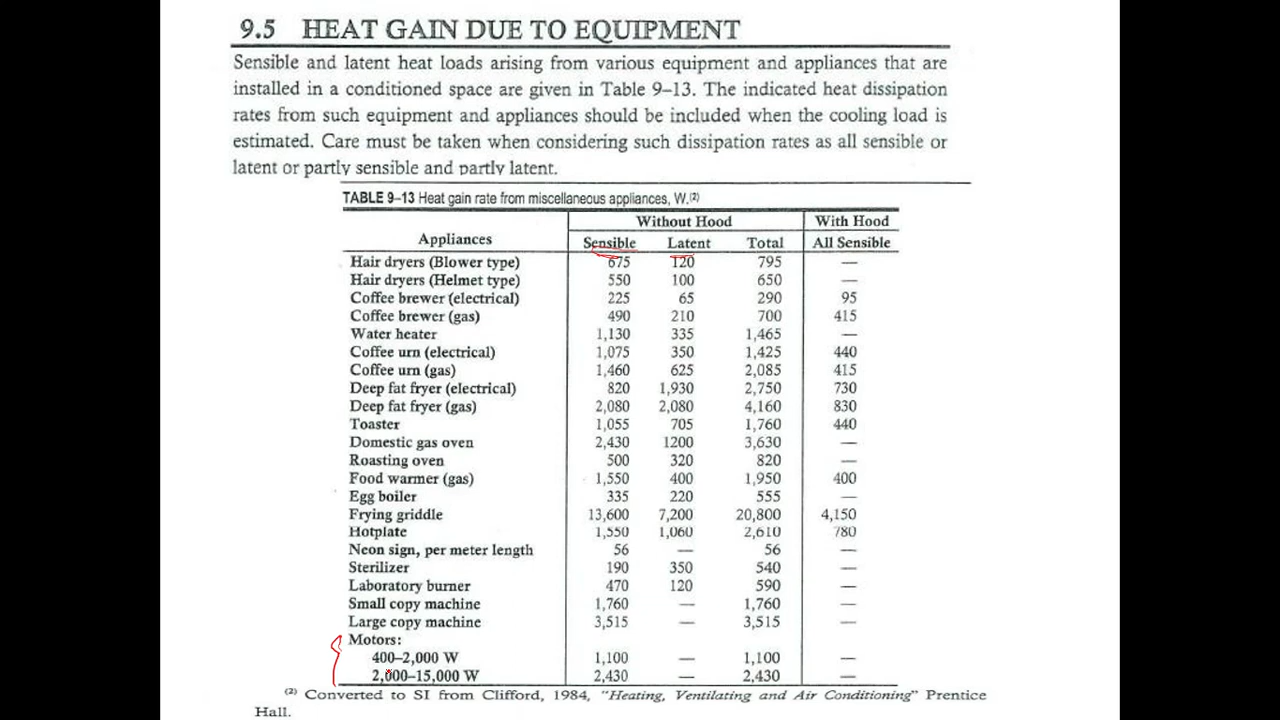 9.5 HEAT GAIN DUE TO EQUIPMENT
Sensible and latent heat loads arising from various equipment and appliances that are
installed in a conditioned space are given in Table 9–13. The indicated heat dissipation
rates from such equipment and appliances should be included when the cooling load is
estimated. Care must be taken when considering such dissipation rates as all sensible or
latent or partly sensible and partly latent.
TABLE 9–13 Heat gain rate from miscellaneous appliances, W.(2)
Without Hood With Hood
Appliances Sensible Latent Total All Sensible
Hair dryers (Blower type) 675 120 795 —
Hair dryers (Helmet type) 550 100 650 —
Coffee brewer (electrical) 225 65 290 95
Coffee brewer (gas) 490 210 700 415
Water heater 1,130 335 1,465 —
Coffee urn (electrical) 1,075 350 1,425 440
Coffee urn (gas) 1,460 625 2,085 415
Deep fat fryer (electrical) 820 1,930 2,750 730
Deep fat fryer (gas) 2,080 2,080 4,160 830
Toaster 1,055 705 1,760 440
Domestic gas oven 2,430 1200 3,630 —
Roasting oven 500 320 820 —
Food warmer (gas) 1,550 400 1,950 400
Egg boiler 335 220 555 —
Frying griddle 13,600 7,200 20,800 4,150
Hotplate 1,550 1,060 2,610 780
Neon sign, per meter length 56 — 56 —
Sterilizer 190 350 540 —
Laboratory burner 470 120 590 —
Small copy machine 1,760 — 1,760 —
Large copy machine 3,515 — 3,515 —
Motors:
400–2,000 W 1,100 — 1,100 —
2,000–15,000 W 2,430 — 2,430 —
(2) Converted to SI from Clifford, 1984, "Heating, Ventilating and Air Conditioning" Prentice
Hall.